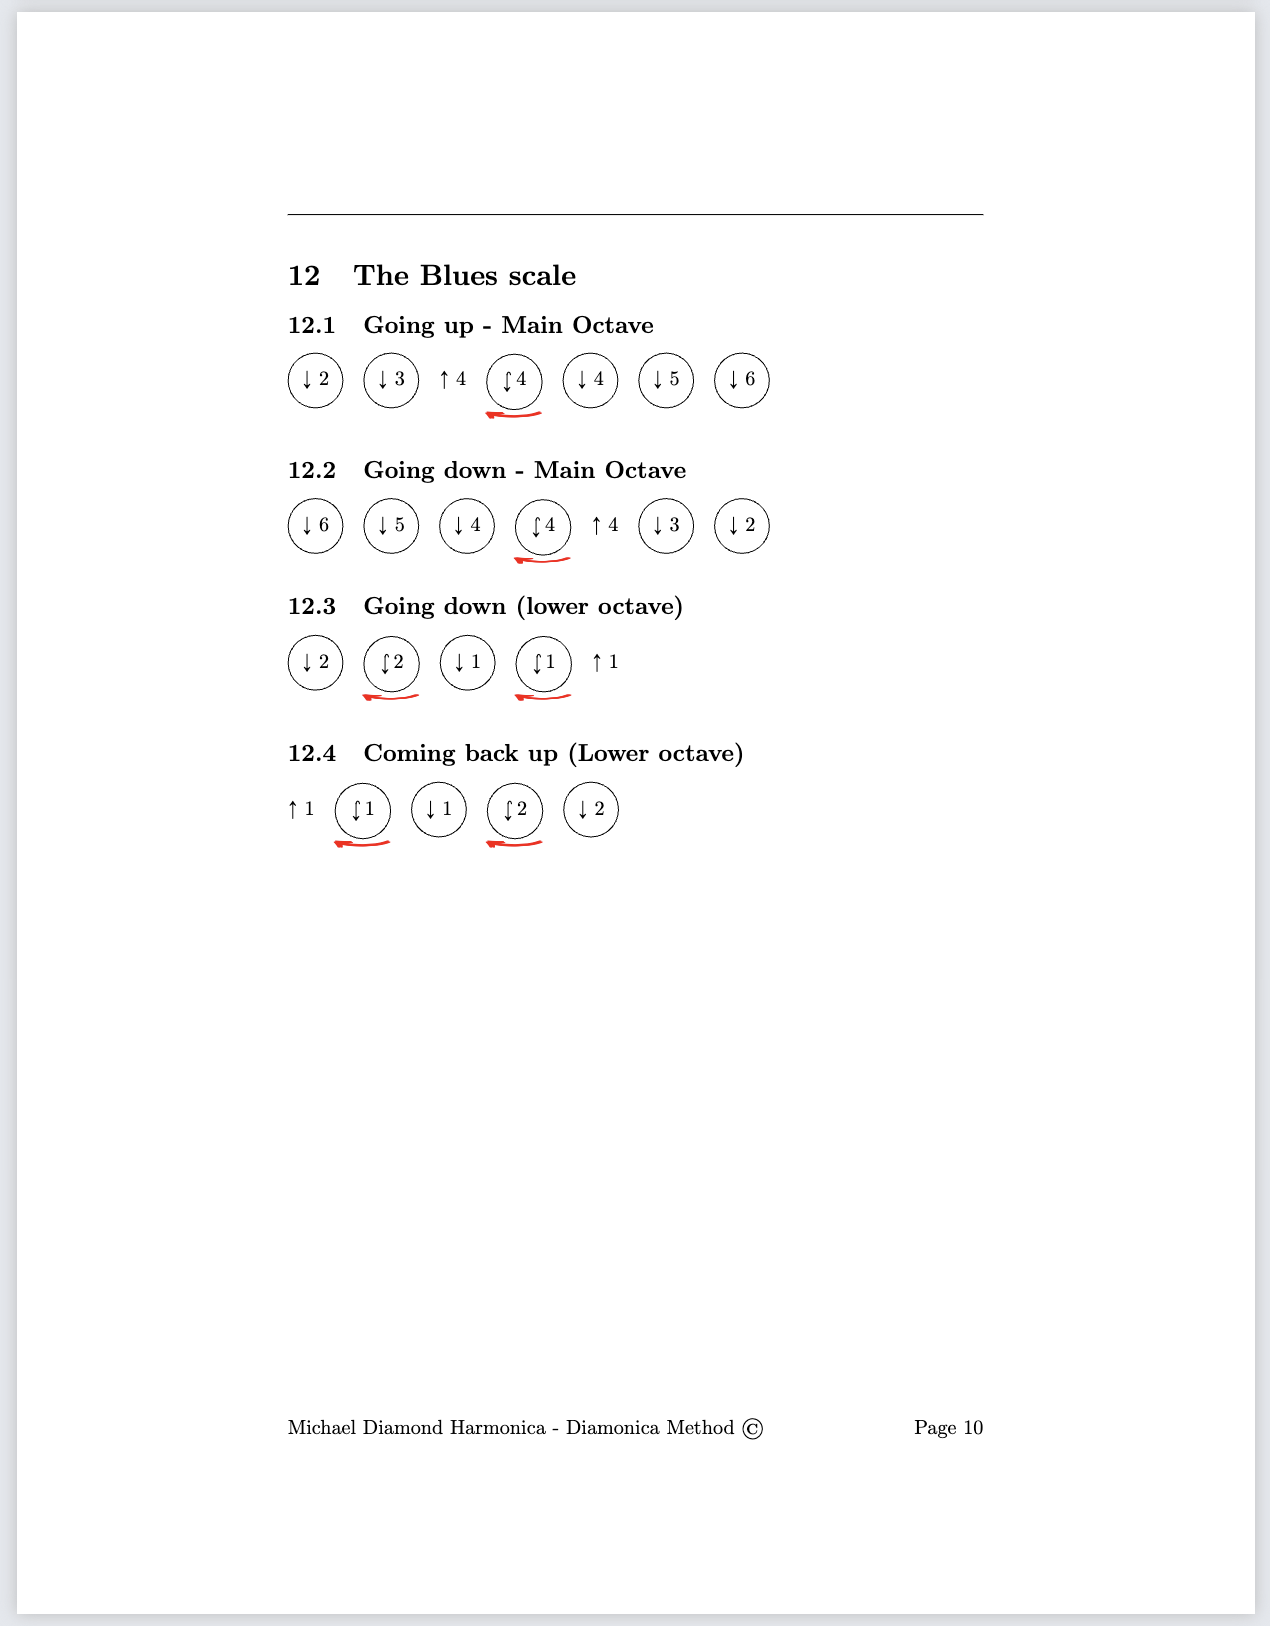 12 The Blues scale
12.1 Going up - Main Octave
↓ 2 ↓ 3 ↑ 4 ⤹ 4 ↓ 4 ↓ 5 ↓ 6
12.2 Going down - Main Octave
↓ 6 ↓ 5 ↓ 4 ⤹ 4 ↑ 4 ↓ 3 ↓ 2
12.3 Going down (lower octave)
↓ 2 ⤹ 2 ↓ 1 ⤹ 1 ↑ 1
12.4 Coming back up (Lower octave)
↑ 1 ⤹ 1 ↓ 1 ⤹ 2 ↓ 2
Michael Diamond Harmonica - Diamonica Method © Page 10